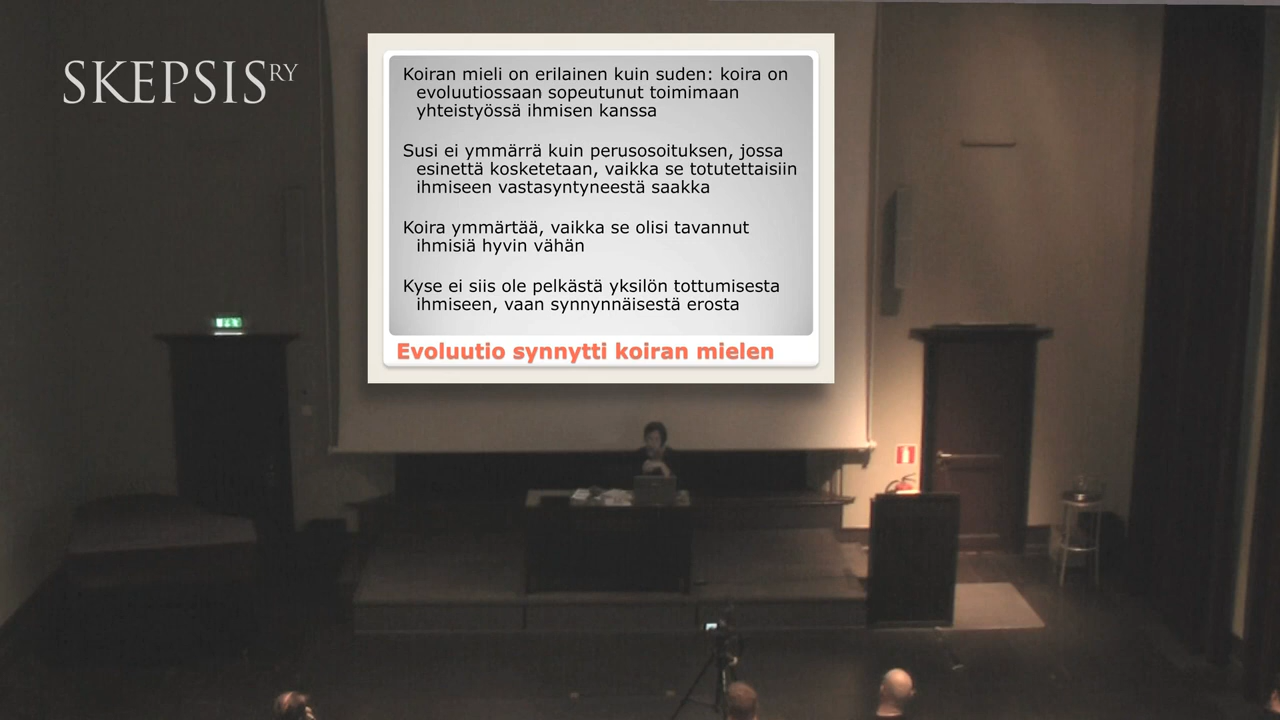 SKEPSIS RY
Koiran mieli on erilainen kuin suden: koira on
evoluutiossaan sopeutunut toimimaan
yhteistyössä ihmisen kanssa
Susi ei ymmärrä kuin perusosoituksen, jossa
esinettä kosketetaan, vaikka se totutettaisiin
ihmiseen vastasyntyneestä saakka
Koira ymmärtää, vaikka se olisi tavannut
ihmisiä hyvin vähän
Kyse ei siis ole pelkästä yksilön tottumisesta
ihmiseen, vaan synnynnäisestä erosta
Evoluutio synnytti koiran mielen